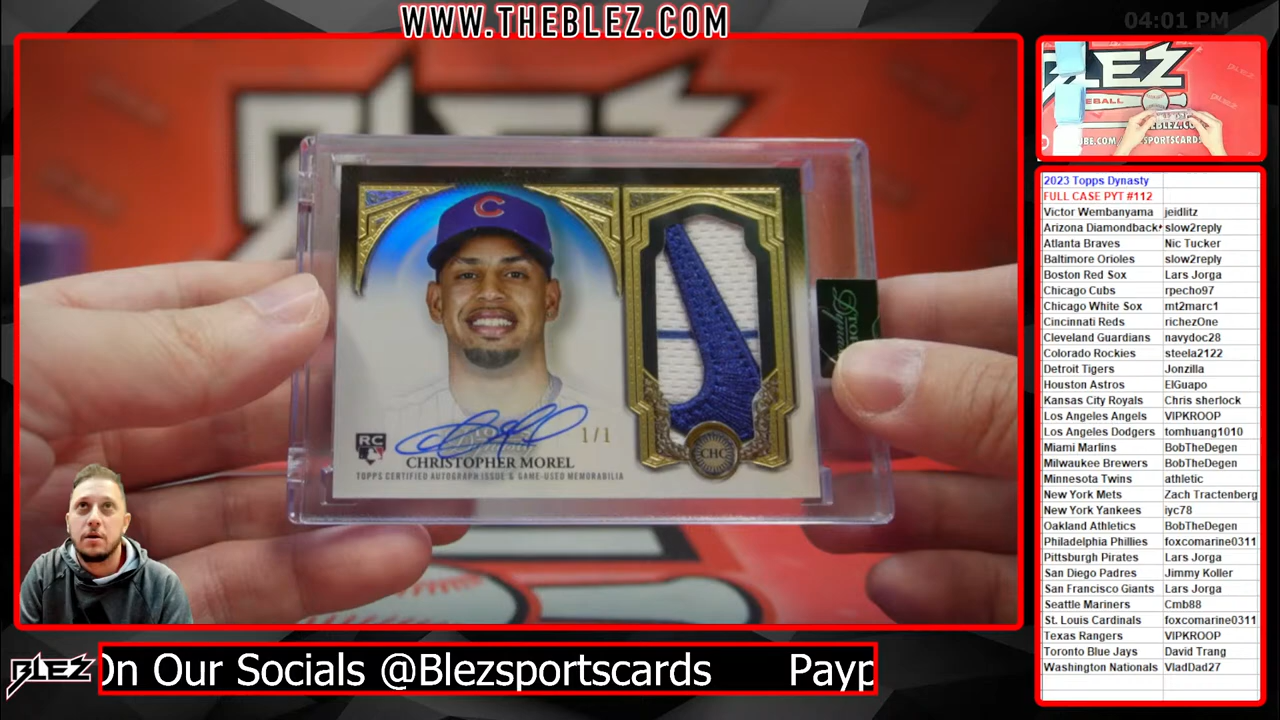 WWW.THEBLEZ.COM
04:01 PM
BLEZ
RC
1/1
CHRISTOPHER MOREL
TOPPS CERTIFIED AUTOGRAPH ISSUE & GAME-USED MEMORABILIA
CHC
2023 Topps Dynasty
FULL CASE PYT #112
Victor Wembanyama jeidlitz
Arizona Diamondback slow2reply
Atlanta Braves Nic Tucker
Baltimore Orioles slow2reply
Boston Red Sox Lars Jorga
Chicago Cubs rpecho97
Chicago White Sox mt2marc1
Cincinnati Reds richezOne
Cleveland Guardians navydoc28
Colorado Rockies steela2122
Detroit Tigers Jonzilla
Houston Astros ElGuapo
Kansas City Royals Chris sherlock
Los Angeles Angels VIPKROOP
Los Angeles Dodgers tomhuang1010
Miami Marlins BobTheDegen
Milwaukee Brewers BobTheDegen
Minnesota Twins athletic
New York Mets Zach Tractenberg
New York Yankees iyc78
Oakland Athletics BobTheDegen
Philadelphia Phillies foxcomarine0311
Pittsburgh Pirates Lars Jorga
San Diego Padres Jimmy Koller
San Francisco Giants Lars Jorga
Seattle Mariners Cmb88
St. Louis Cardinals foxcomarine0311
Texas Rangers VIPKROOP
Toronto Blue Jays David Trang
Washington Nationals VladDad27
BLEZ
On Our Socials @Blezsportscards Payp